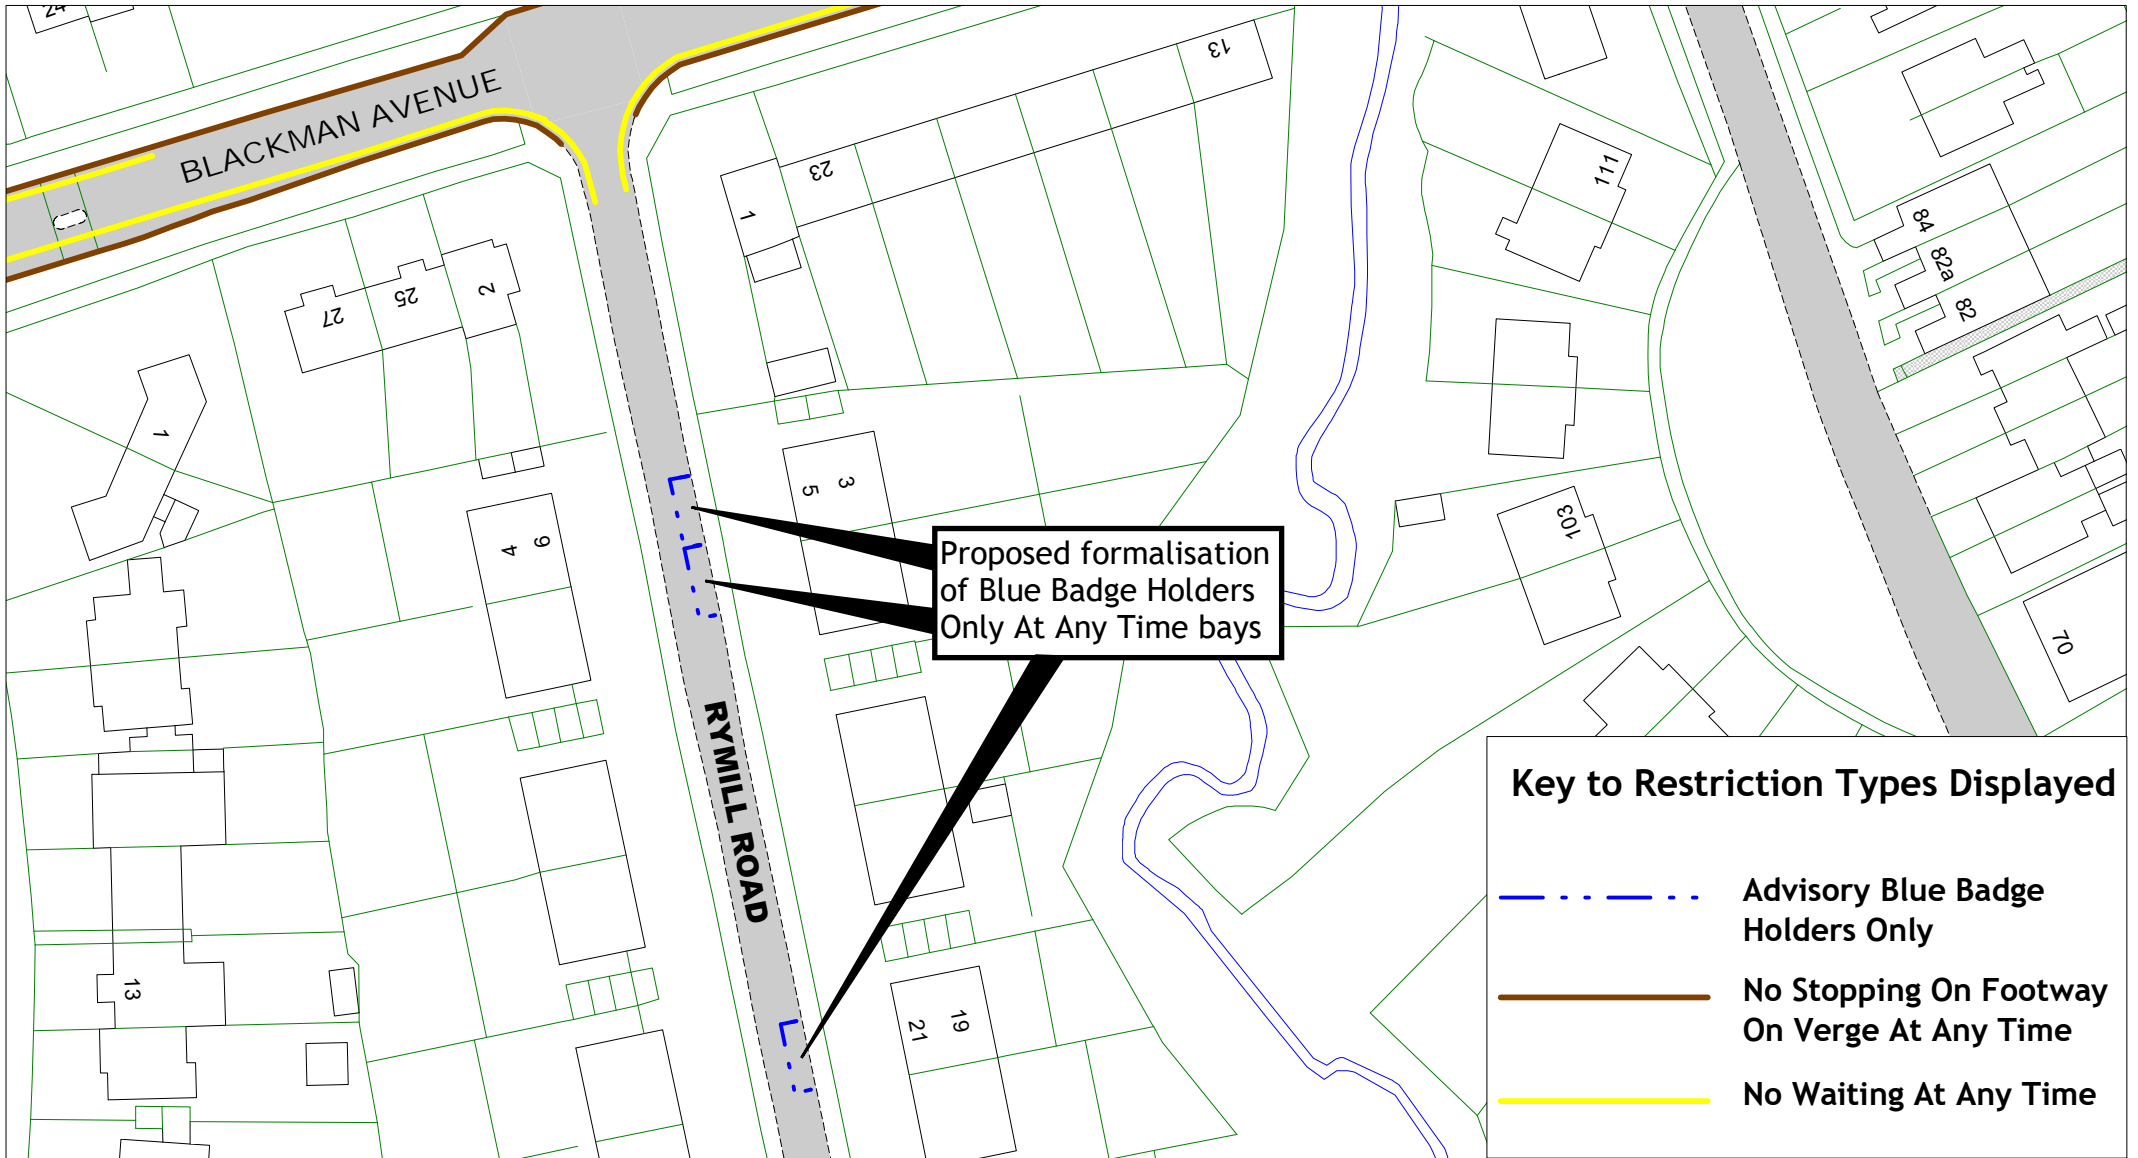 24
BLACKMAN AVENUE
13
23
1
111
84
82a
82
27
25
2
1
3
5
4
6
103
Proposed formalisation
of Blue Badge Holders
Only At Any Time bays
70
RYMILL ROAD
13
19
21
Key to Restriction Types Displayed
Advisory Blue Badge
Holders Only
No Stopping On Footway
On Verge At Any Time
No Waiting At Any Time